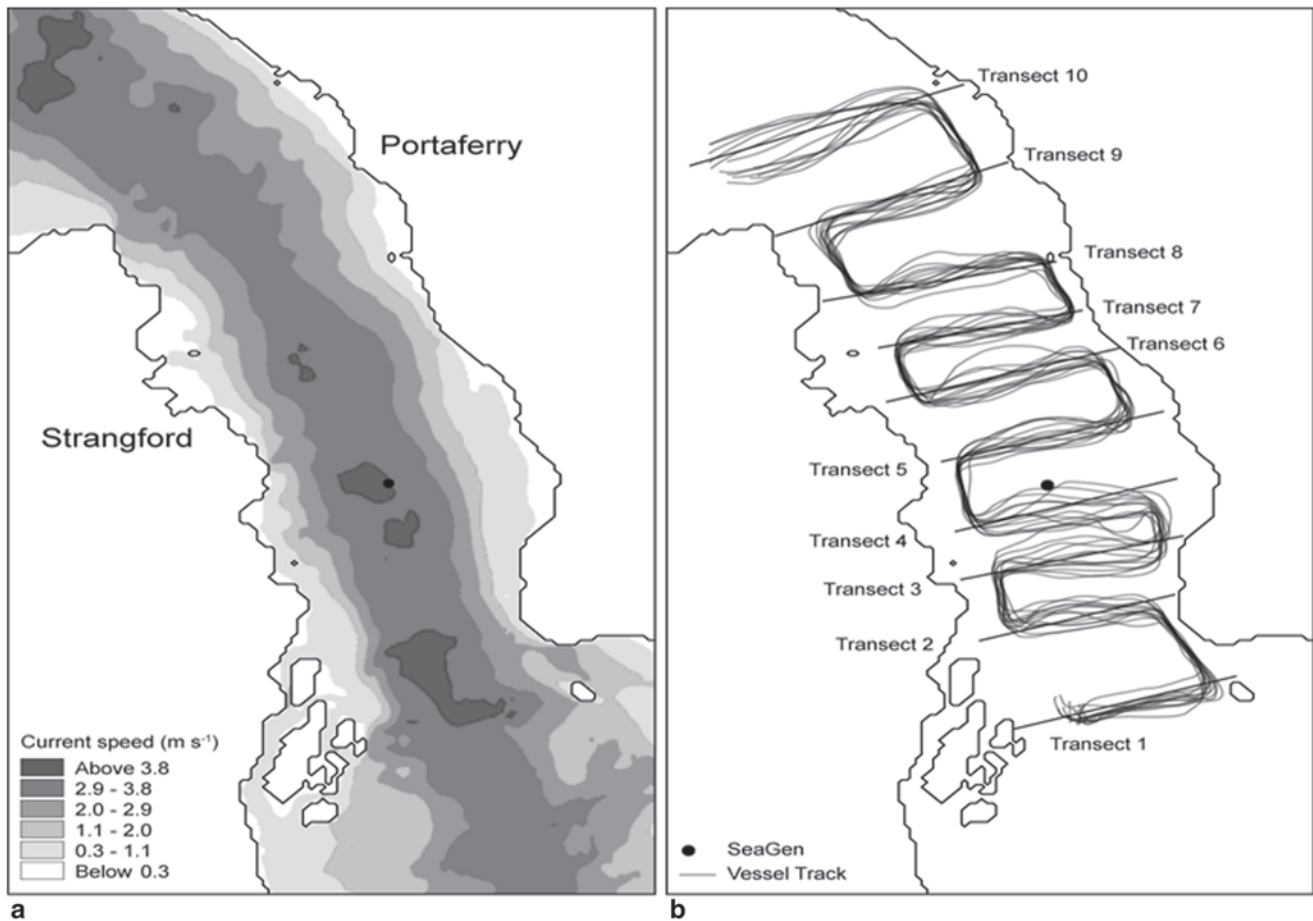 Portaferry
Strangford
Current speed (m s⁻¹)
Above 3.8
2.9 - 3.8
2.0 - 2.9
1.1 - 2.0
0.3 - 1.1
Below 0.3
a
Transect 10
Transect 9
Transect 8
Transect 7
Transect 6
Transect 5
Transect 4
Transect 3
Transect 2
Transect 1
SeaGen
Vessel Track
b